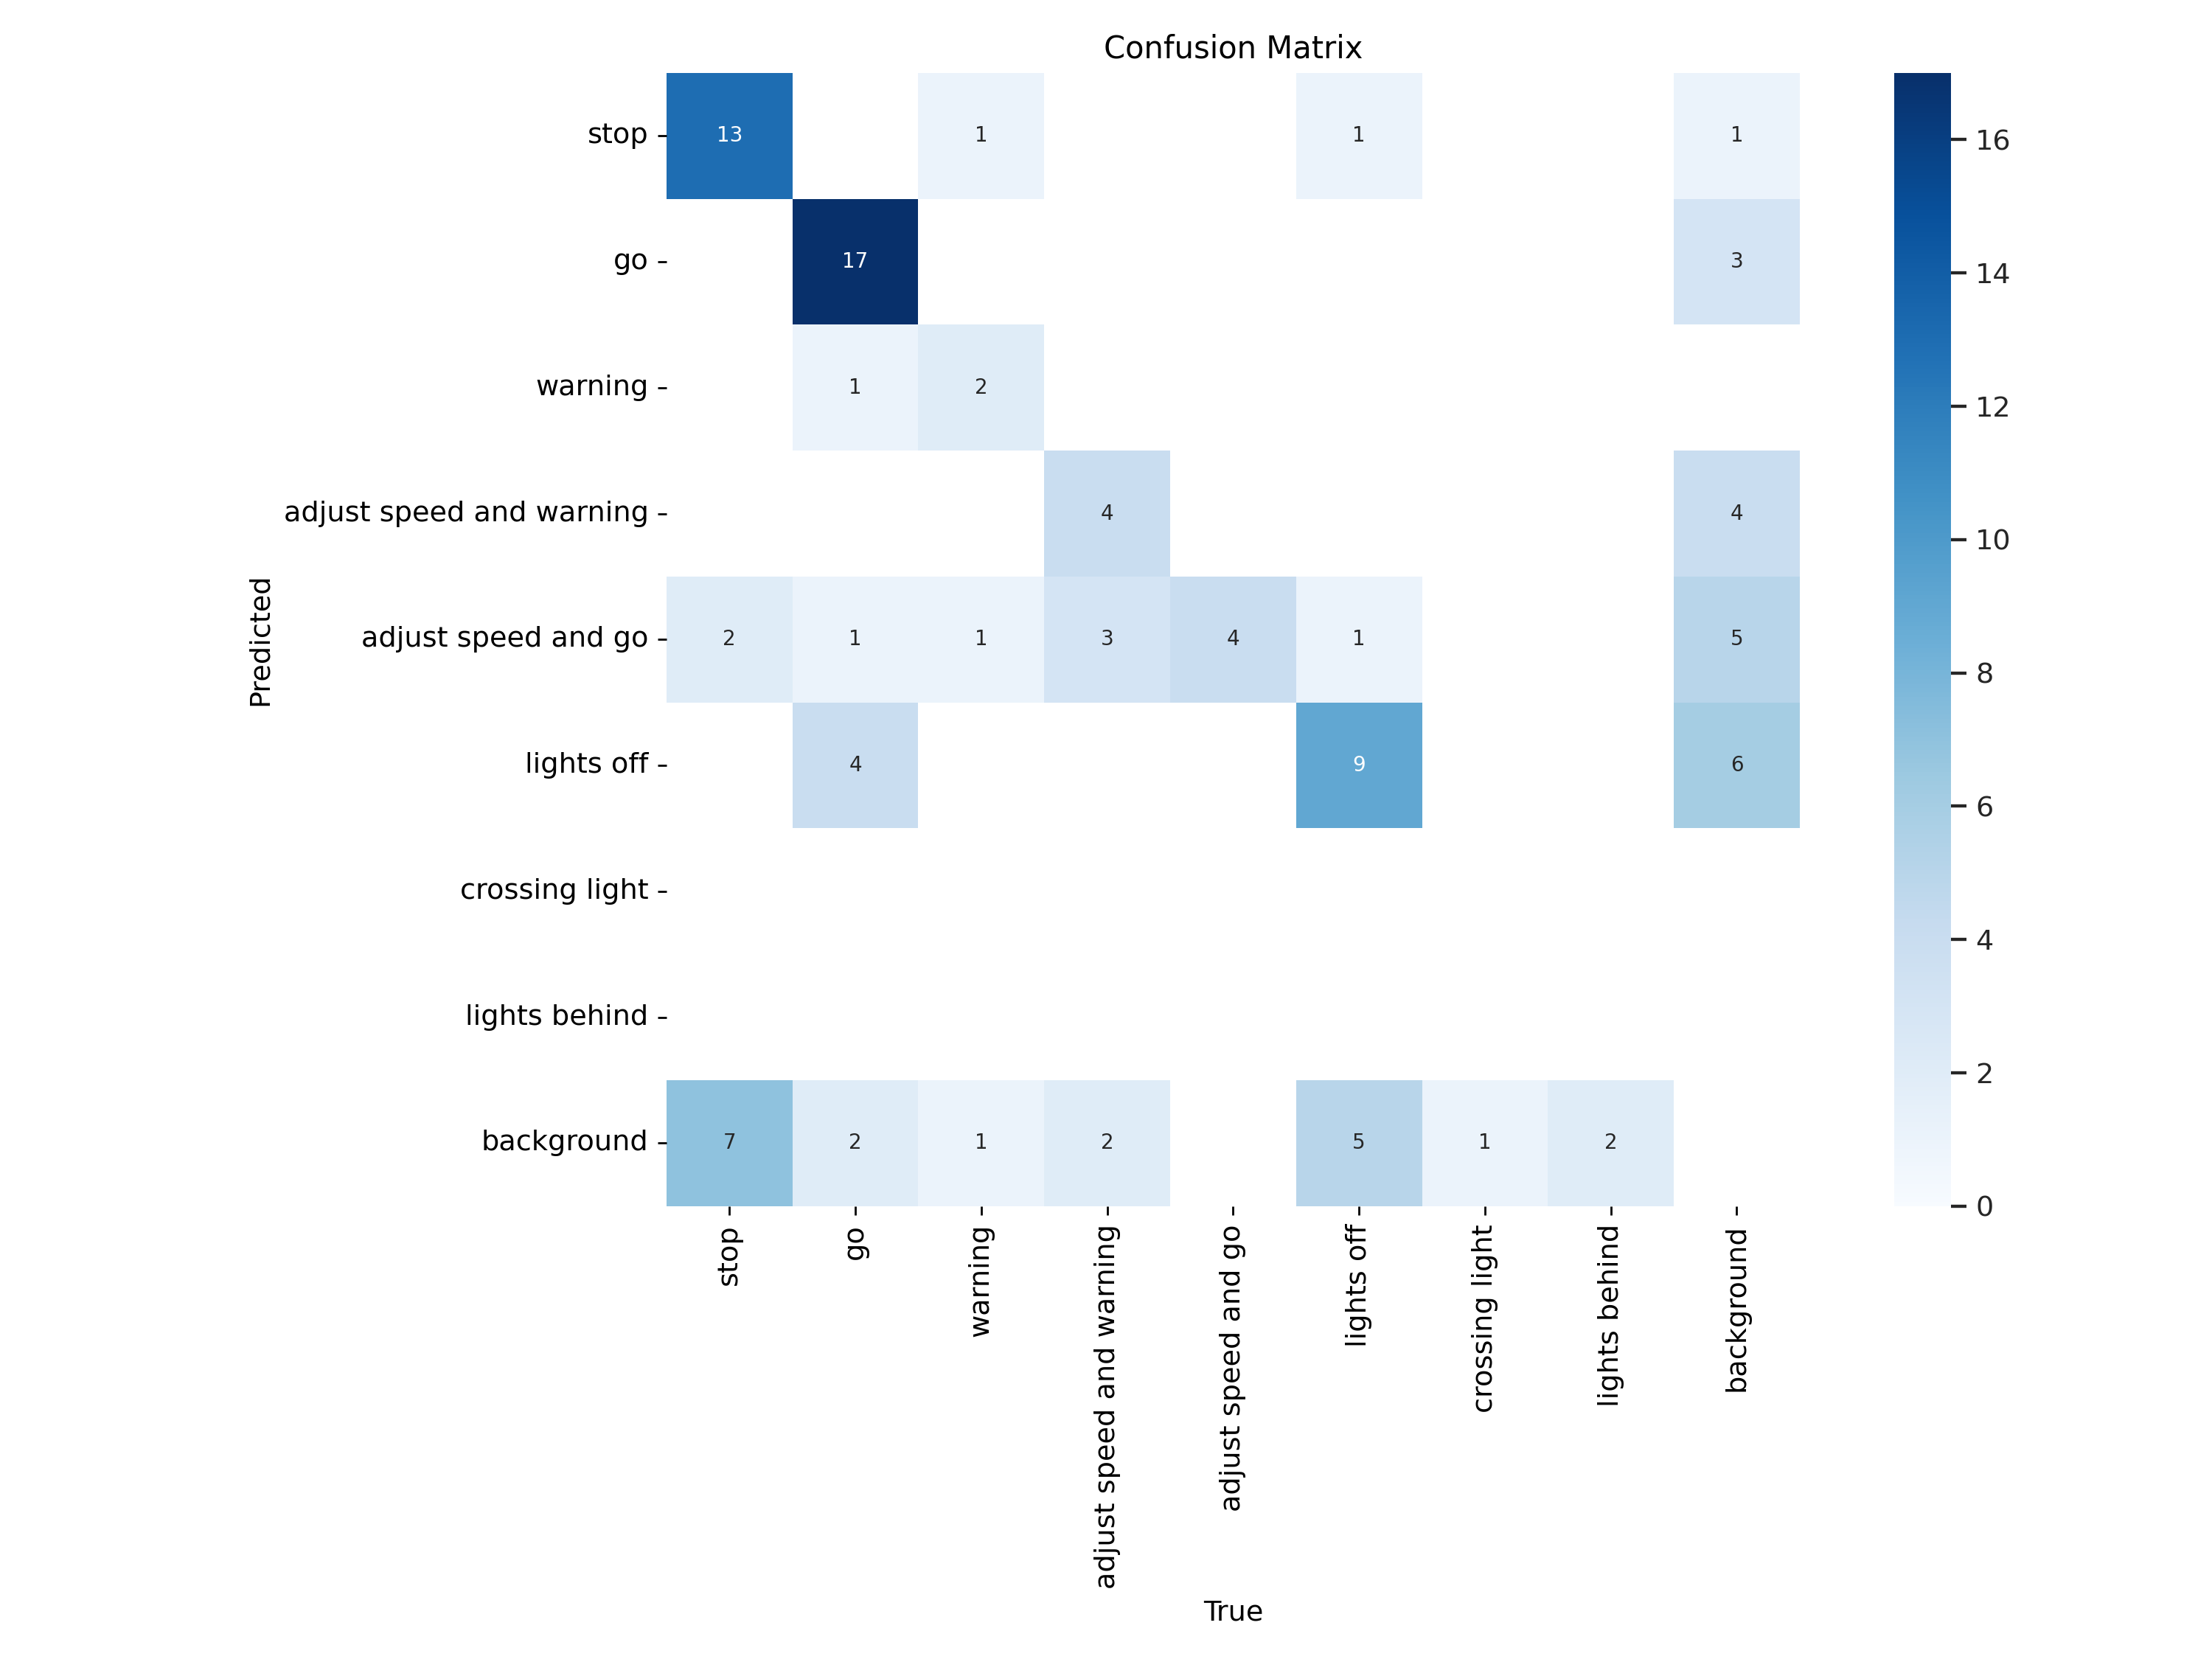 Confusion Matrix
stop 13 1 1 1
go 17 3
warning 1 2
adjust speed and warning 4 4
adjust speed and go 2 1 1 3 4 1 5
lights off 4 9 6
crossing light
lights behind
background 7 2 1 2 5 1 2
Predicted
stop
go
warning
adjust speed and warning
adjust speed and go
lights off
crossing light
lights behind
background
True
16
14
12
10
8
6
4
2
0